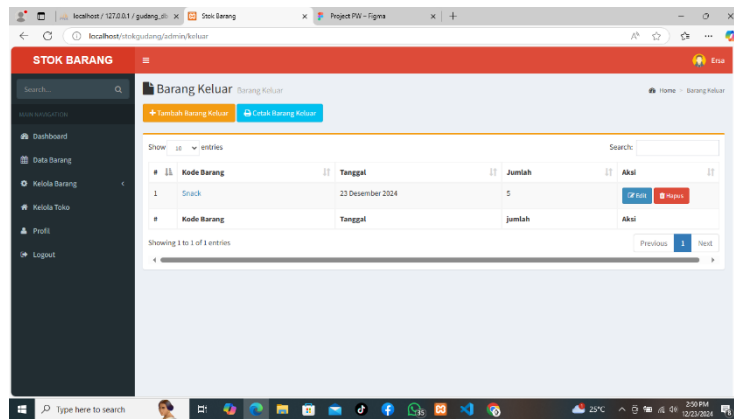 localhost / 127.0.0.1 / gudang_db
Stok Barang
Project PW – Figma
localhost/stokgudang/admin/keluar
STOK BARANG
Ersa
Search...
Barang Keluar Barang Keluar
Home > Barang Keluar
MAIN NAVIGATION
+ Tambah Barang Keluar
Cetak Barang Keluar
Dashboard
Data Barang
Kelola Barang
Kelola Toko
Profil
Logout
Show 10 entries
Search:
# Kode Barang Tanggal Jumlah Aksi
1 Snack 23 Desember 2024 5 Edit Hapus
# Kode Barang Tanggal jumlah Aksi
Showing 1 to 1 of 1 entries
Previous 1 Next
Type here to search
25°C
2:50 PM
12/23/2024